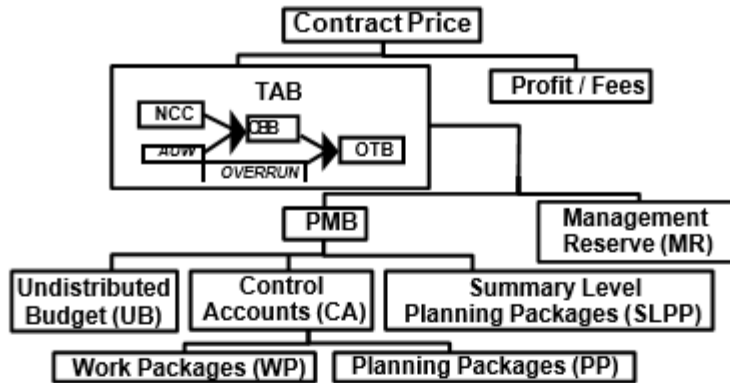 Contract Price
TAB
Profit / Fees
NCC
CBB
AUW
OTB
OVERRUN
PMB
Management
Reserve (MR)
Undistributed
Budget (UB)
Control
Accounts (CA)
Summary Level
Planning Packages (SLPP)
Work Packages (WP)
Planning Packages (PP)